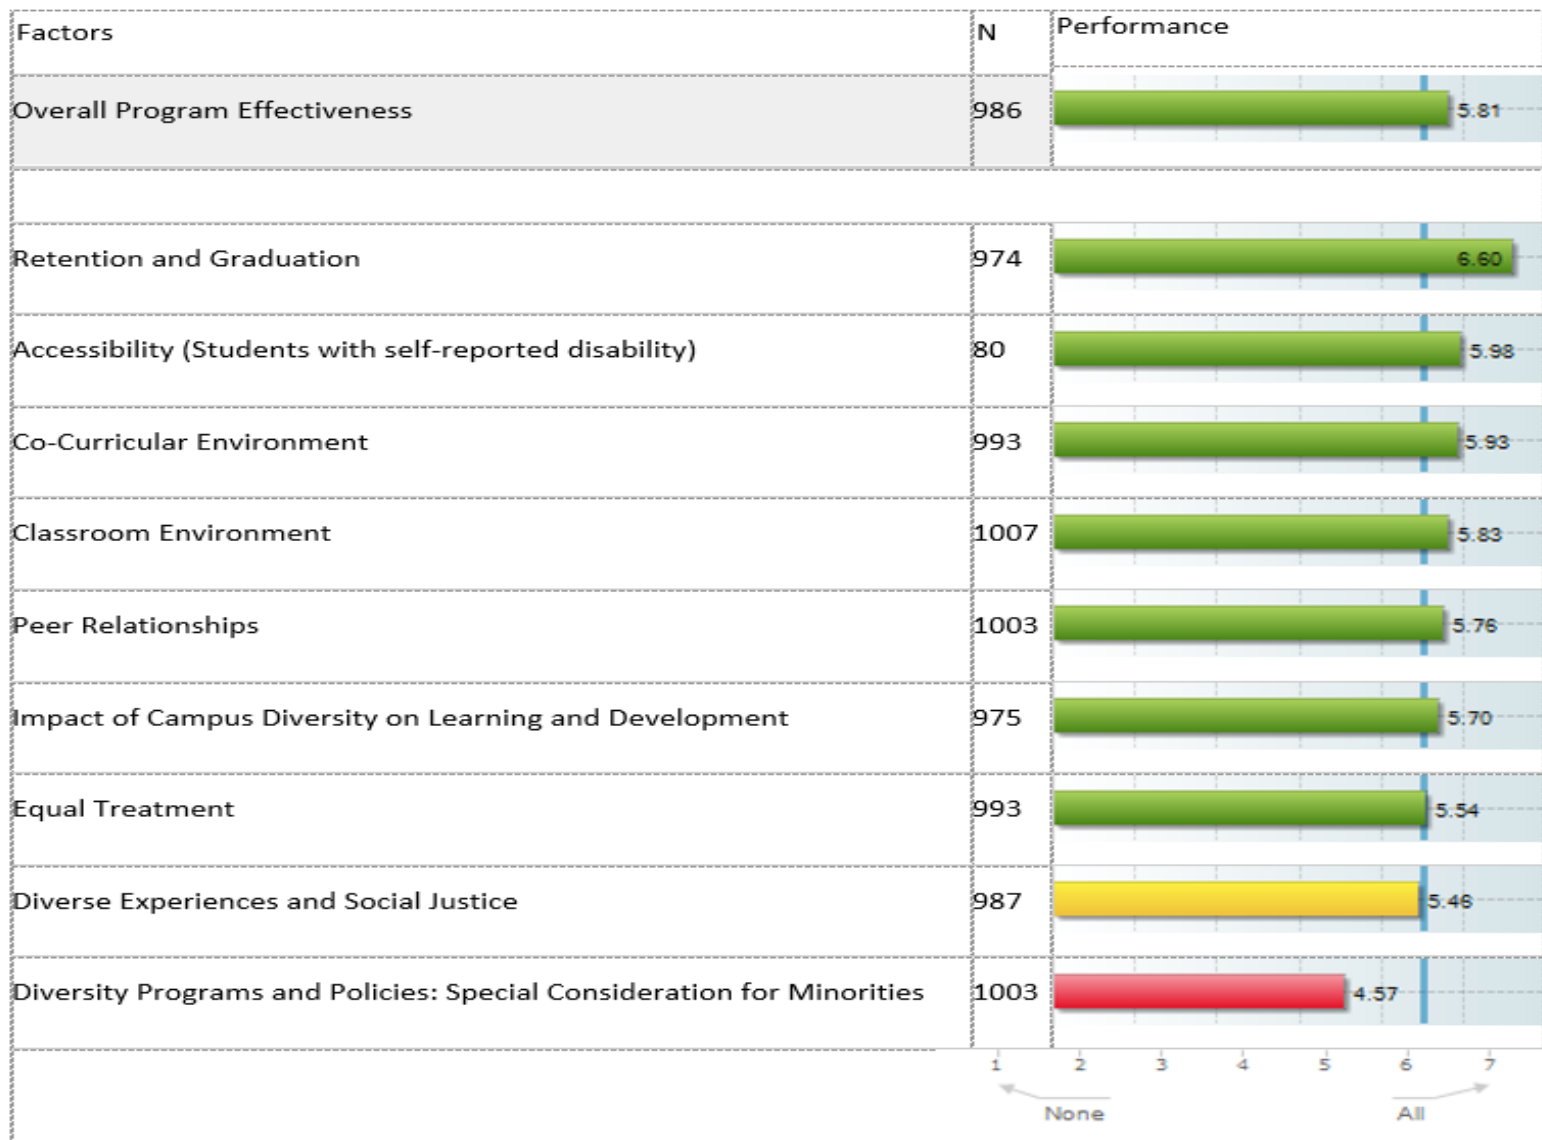 Factors N Performance
Overall Program Effectiveness 986 5.81
Retention and Graduation 974 6.60
Accessibility (Students with self-reported disability) 80 5.98
Co-Curricular Environment 993 5.93
Classroom Environment 1007 5.83
Peer Relationships 1003 5.76
Impact of Campus Diversity on Learning and Development 975 5.70
Equal Treatment 993 5.54
Diverse Experiences and Social Justice 987 5.46
Diversity Programs and Policies: Special Consideration for Minorities 1003 4.57
1 2 3 4 5 6 7
None All